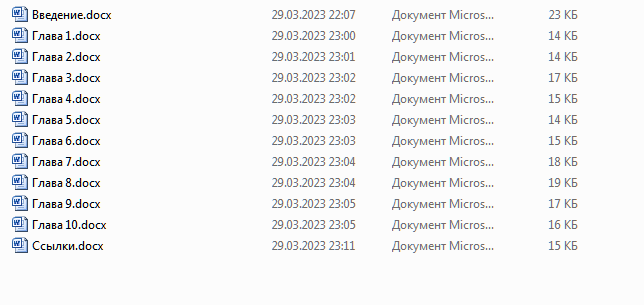 Введение.docx 29.03.2023 22:07 Документ Micros... 23 КБ
Глава 1.docx 29.03.2023 23:00 Документ Micros... 14 КБ
Глава 2.docx 29.03.2023 23:01 Документ Micros... 14 КБ
Глава 3.docx 29.03.2023 23:02 Документ Micros... 17 КБ
Глава 4.docx 29.03.2023 23:02 Документ Micros... 15 КБ
Глава 5.docx 29.03.2023 23:03 Документ Micros... 14 КБ
Глава 6.docx 29.03.2023 23:03 Документ Micros... 15 КБ
Глава 7.docx 29.03.2023 23:04 Документ Micros... 18 КБ
Глава 8.docx 29.03.2023 23:04 Документ Micros... 19 КБ
Глава 9.docx 29.03.2023 23:05 Документ Micros... 17 КБ
Глава 10.docx 29.03.2023 23:05 Документ Micros... 16 КБ
Ссылки.docx 29.03.2023 23:11 Документ Micros... 15 КБ